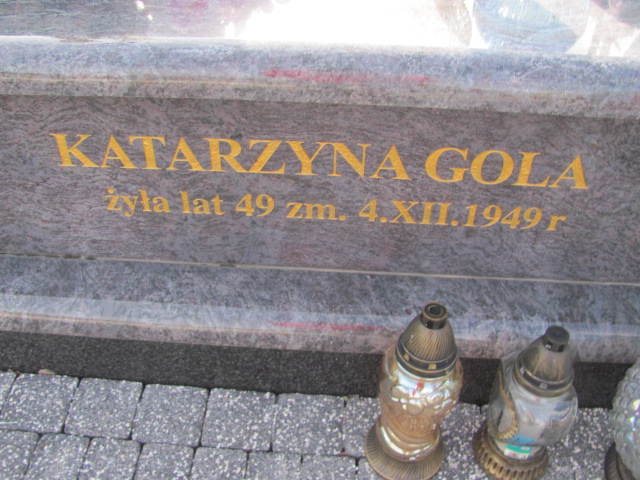 KATARZYNA GOLA
żyła lat 49 zm. 4.XII.1949 r